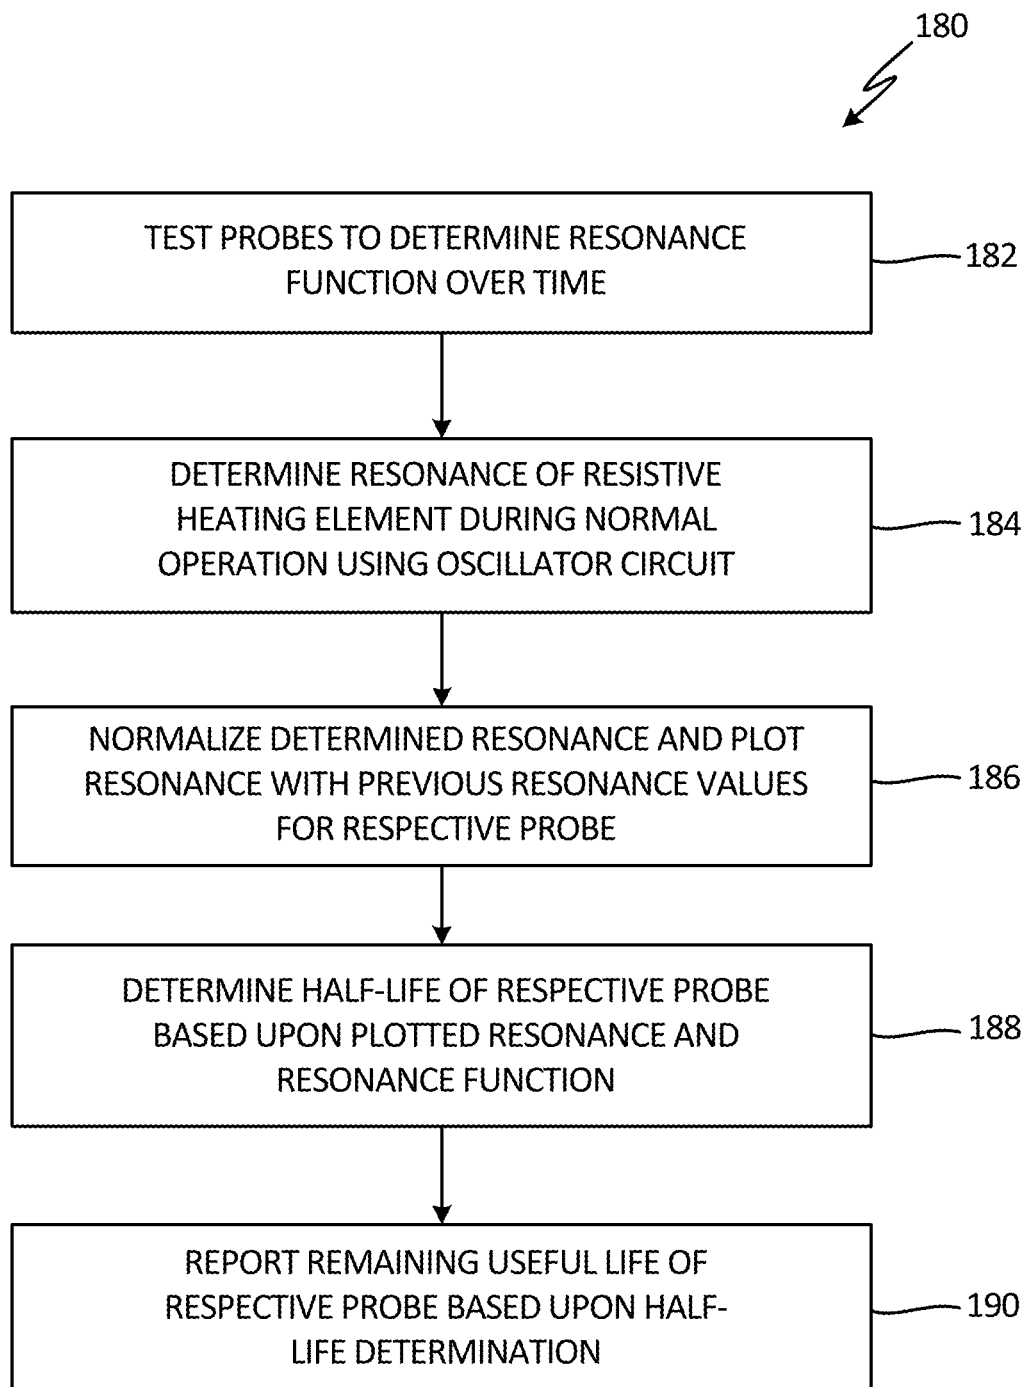 180
TEST PROBES TO DETERMINE RESONANCE
FUNCTION OVER TIME
182
DETERMINE RESONANCE OF RESISTIVE
HEATING ELEMENT DURING NORMAL
OPERATION USING OSCILLATOR CIRCUIT
184
NORMALIZE DETERMINED RESONANCE AND PLOT
RESONANCE WITH PREVIOUS RESONANCE VALUES
FOR RESPECTIVE PROBE
186
DETERMINE HALF-LIFE OF RESPECTIVE PROBE
BASED UPON PLOTTED RESONANCE AND
RESONANCE FUNCTION
188
REPORT REMAINING USEFUL LIFE OF
RESPECTIVE PROBE BASED UPON HALF-
LIFE DETERMINATION
190